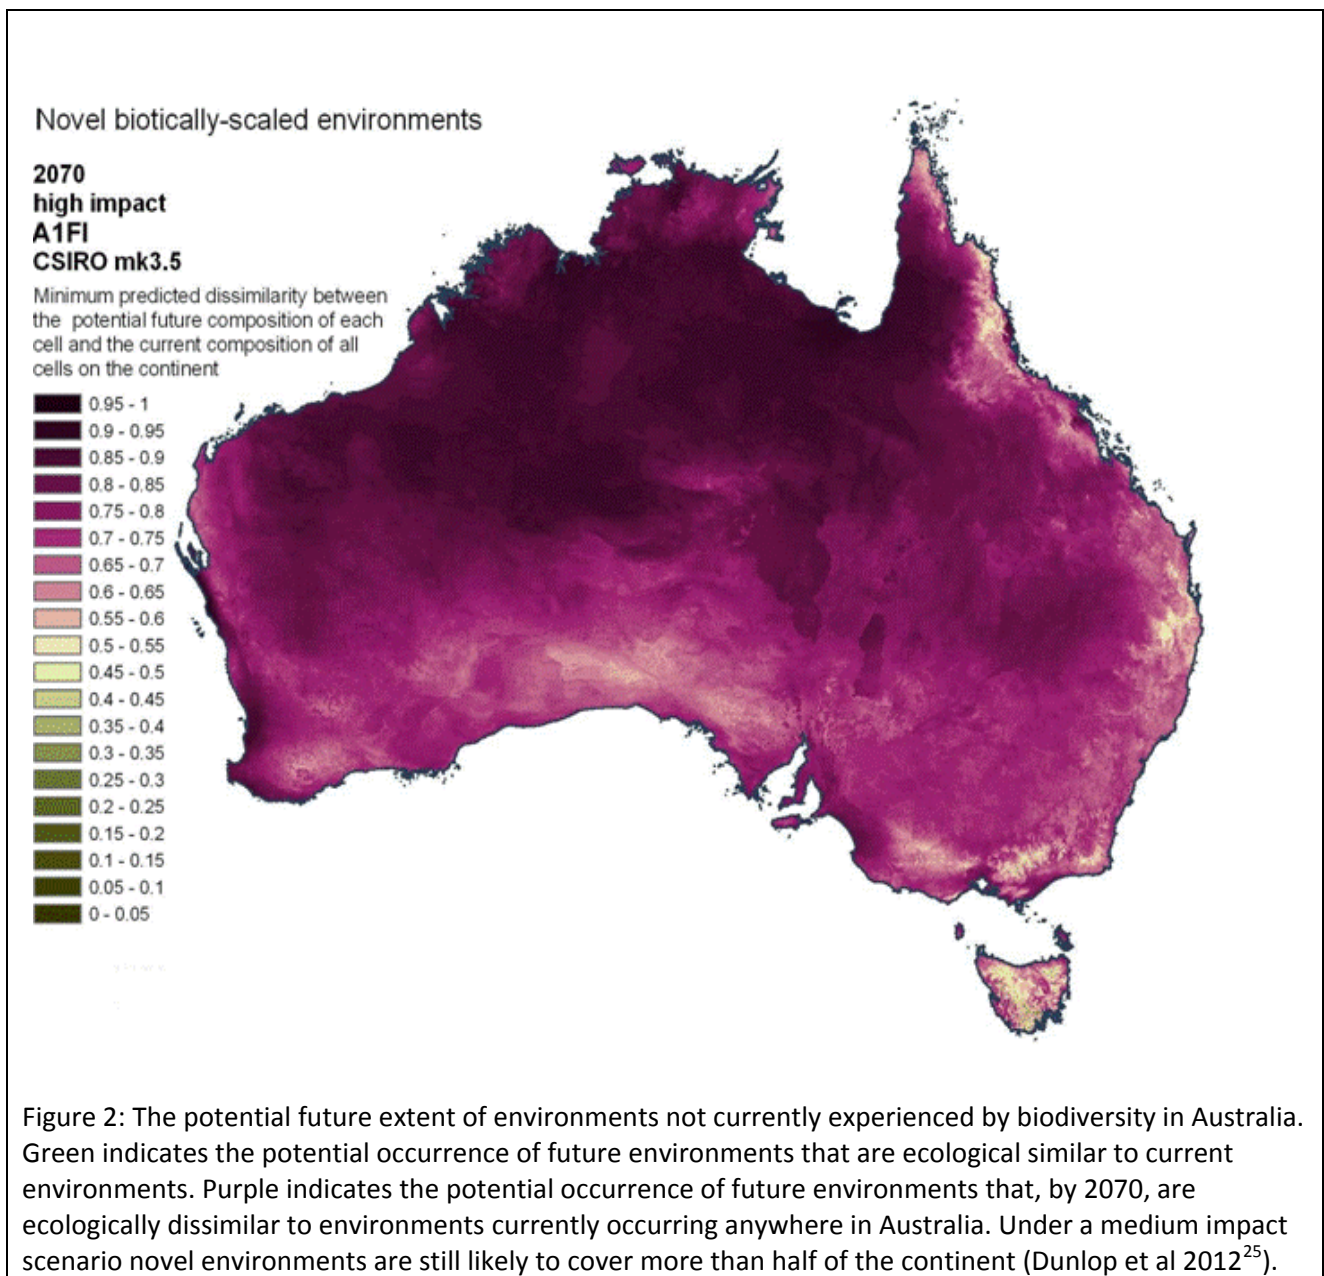 Novel biotically-scaled environments
2070
high impact
A1FI
CSIRO mk3.5
Minimum predicted dissimilarity between
the potential future composition of each
cell and the current composition of all
cells on the continent
0.95 - 1
0.9 - 0.95
0.85 - 0.9
0.8 - 0.85
0.75 - 0.8
0.7 - 0.75
0.65 - 0.7
0.6 - 0.65
0.55 - 0.6
0.5 - 0.55
0.45 - 0.5
0.4 - 0.45
0.35 - 0.4
0.3 - 0.35
0.25 - 0.3
0.2 - 0.25
0.15 - 0.2
0.1 - 0.15
0.05 - 0.1
0 - 0.05
Figure 2: The potential future extent of environments not currently experienced by biodiversity in Australia.
Green indicates the potential occurrence of future environments that are ecological similar to current
environments. Purple indicates the potential occurrence of future environments that, by 2070, are
ecologically dissimilar to environments currently occurring anywhere in Australia. Under a medium impact
scenario novel environments are still likely to cover more than half of the continent (Dunlop et al 2012²⁵).